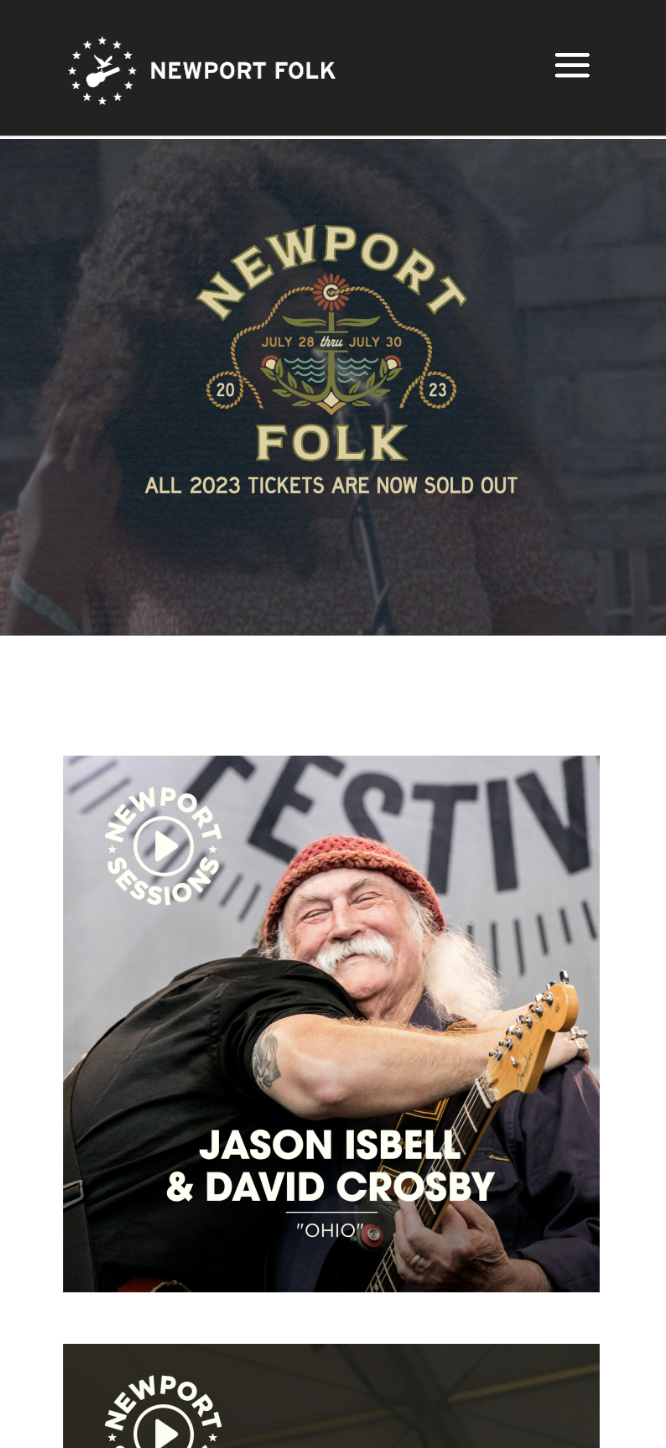 NEWPORT FOLK
NEWPORT
JULY 28 thru JULY 30
20 23
FOLK
ALL 2023 TICKETS ARE NOW SOLD OUT
FESTIV
NEWPORT
SESSIONS
Fender
JASON ISBELL
& DAVID CROSBY
"OHIO"
NEWPORT